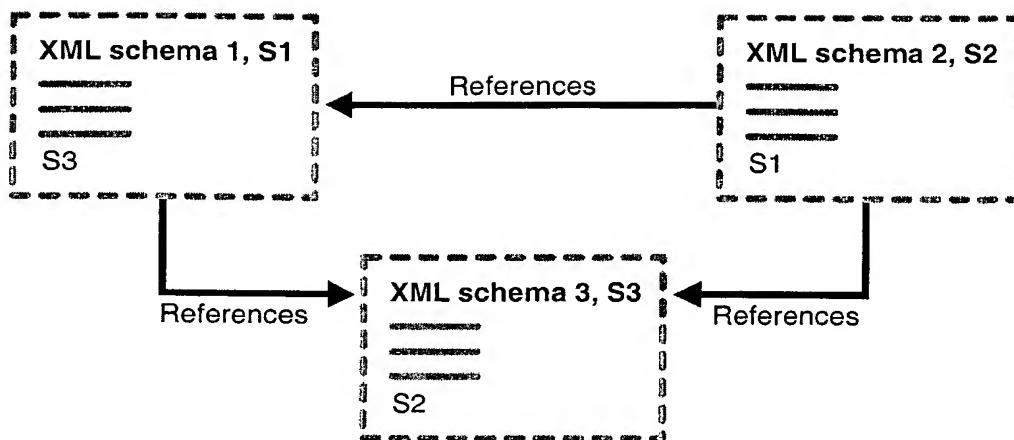 XML schema 1, S1
S3
References
XML schema 2, S2
S1
References
XML schema 3, S3
S2
References